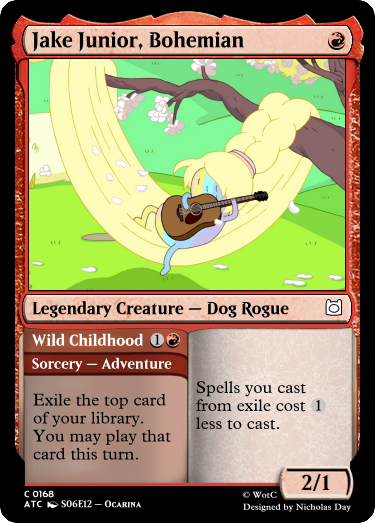 Jake Junior, Bohemian
Legendary Creature — Dog Rogue
Wild Childhood 1
Sorcery — Adventure
Exile the top card
of your library.
You may play that
card this turn.
Spells you cast
from exile cost 1
less to cast.
2/1
C 0168
ATC S06E12 – Ocarina
© WotC
Designed by Nicholas Day